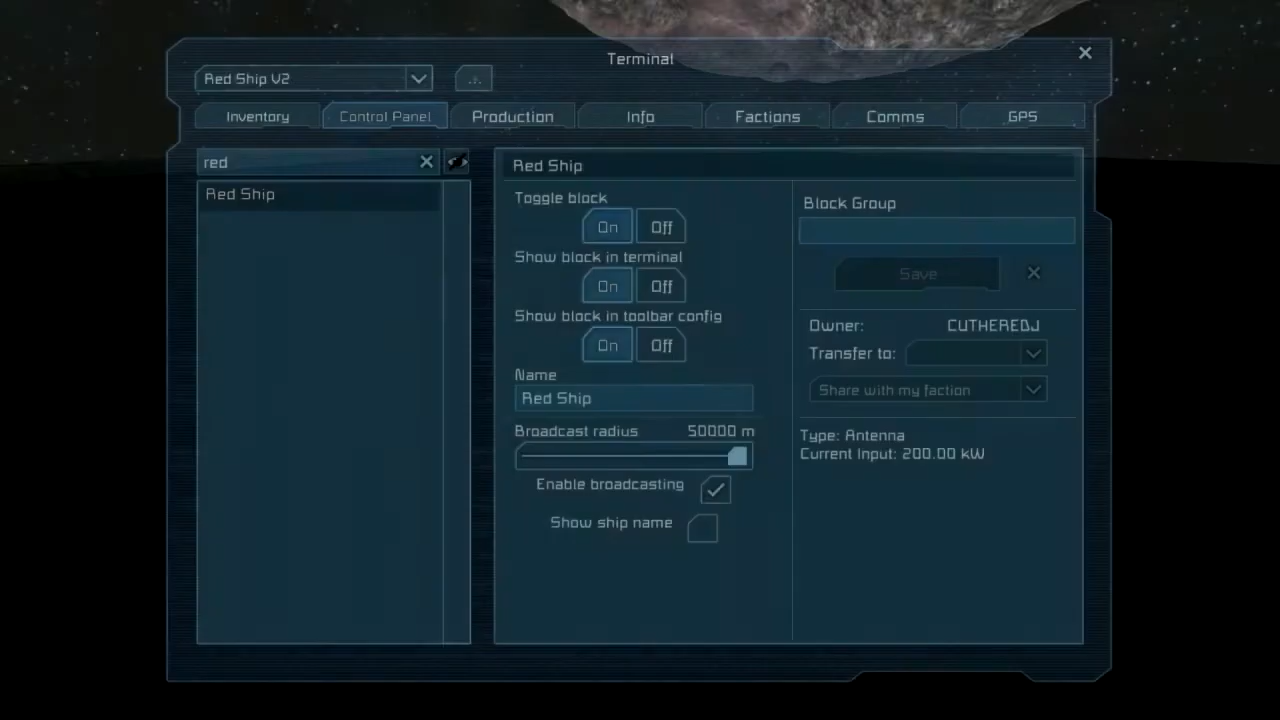 Terminal
Red Ship V2
Inventory
Control Panel
Production
Info
Factions
Comms
GPS
red
Red Ship
Red Ship
Toggle block
On
Off
Show block in terminal
On
Off
Show block in toolbar config
On
Off
Name
Red Ship
Broadcast radius 50000 m
Enable broadcasting
Show ship name
Block Group
Save
Owner: CUTHEREDJ
Transfer to:
Share with my faction
Type: Antenna
Current Input: 200.00 kW